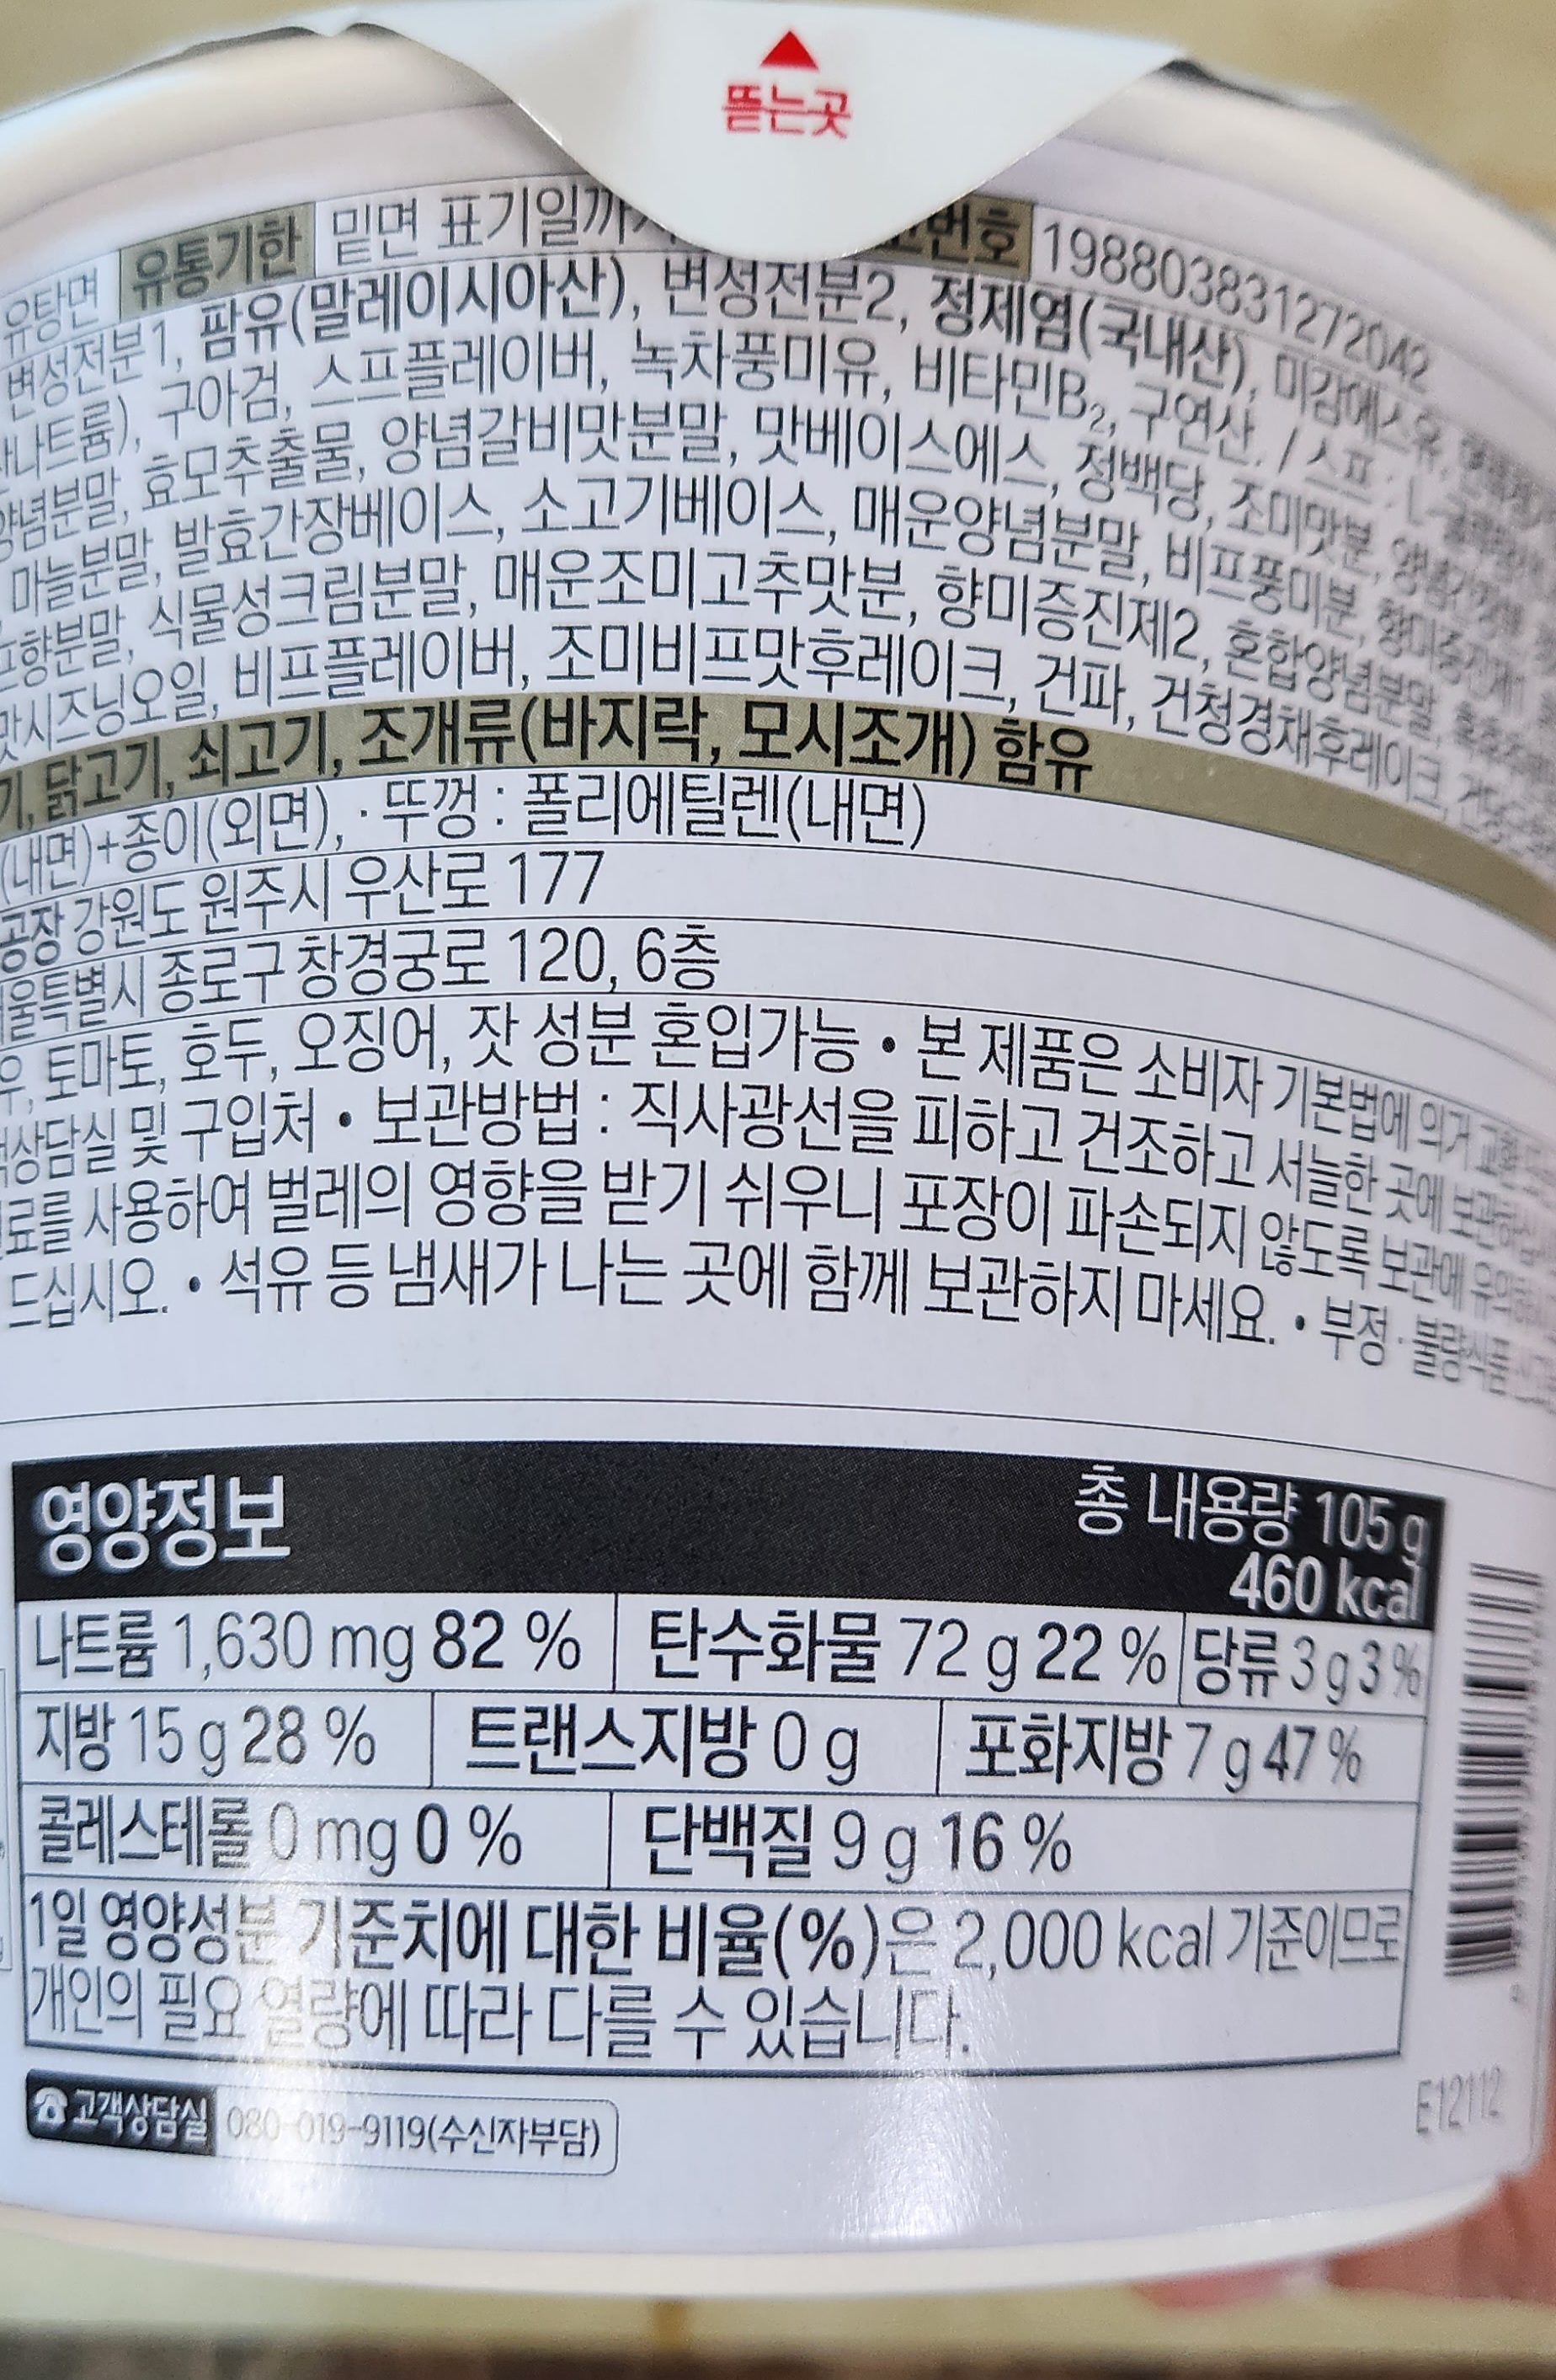 뜯는곳
유탕면 유통기한 밑면 표기일까지 번호 19880383127 2042
변성전분1, 팜유(말레이시아산), 변성전분2, 정제염(국내산), 미감에스유,
구아검, 스프플레이버, 녹차풍미유, 비타민B₂, 구연산. / 스프 :
양념분말, 효모추출물, 양념갈비맛분말, 맛베이스에스, 정백당, 조미맛분,
마늘분말, 발효간장베이스, 소고기베이스, 매운양념분말, 비프풍미분, 향미증진제
향분말, 식물성크림분말, 매운조미고추맛분, 향미증진제2, 혼합양념분말,
맛시즈닝오일, 비프플레이버, 조미비프맛후레이크, 건파, 건청경채후레이크,
기, 닭고기, 쇠고기, 조개류(바지락, 모시조개) 함유
(내면)+종이(외면), · 뚜껑 : 폴리에틸렌(내면)
공장 강원도 원주시 우산로 177
울특별시 종로구 창경궁로 120, 6층
우, 토마토, 호두, 오징어, 잣 성분 혼입가능 • 본 제품은 소비자 기본법에 의거 교환
상담실 및 구입처 • 보관방법 : 직사광선을 피하고 건조하고 서늘한 곳에 보관하십
료를 사용하여 벌레의 영향을 받기 쉬우니 포장이 파손되지 않도록 보관에 유의
드십시오. • 석유 등 냄새가 나는 곳에 함께 보관하지 마세요. • 부정·불량식품
영양정보 총 내용량 105 g
460 kcal
나트륨 1,630 mg 82 % 탄수화물 72 g 22 % 당류 3 g 3 %
지방 15 g 28 % 트랜스지방 0 g 포화지방 7 g 47 %
콜레스테롤 0 mg 0 % 단백질 9 g 16 %
1일 영양성분 기준치에 대한 비율(%)은 2,000 kcal 기준이므로
개인의 필요 열량에 따라 다를 수 있습니다.
☎고객상담실 080-019-9119(수신자부담)
E12112